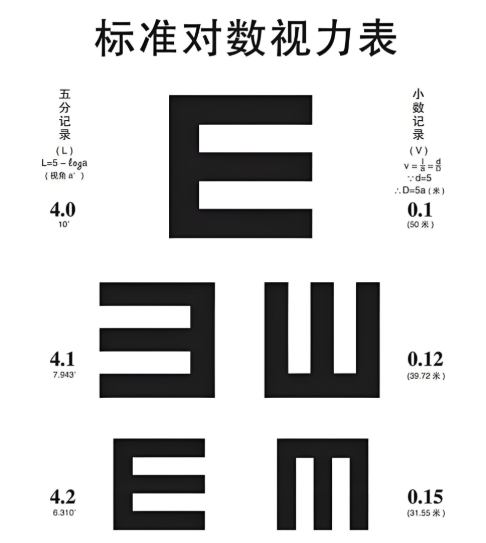 标准对数视力表
五分记录
(L)
L=5-loga
(视角 a′)
4.0
10′
E
小数记录
(V)
v=1/a=d/D
∵d=5
∴D=5a(米)
0.1
(50 米)
4.1
7.943′
Ǝ Ш
0.12
(39.72 米)
4.2
6.310′
E m
0.15
(31.55 米)